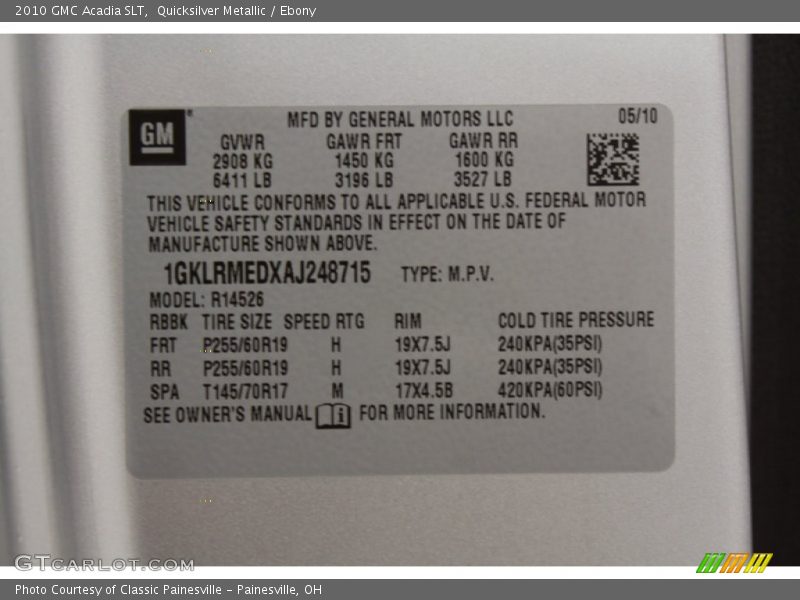 2010 GMC Acadia SLT,  Quicksilver Metallic / Ebony
GM
MFD BY GENERAL MOTORS LLC 05/10
GVWR GAWR FRT GAWR RR
2908 KG 1450 KG 1600 KG
6411 LB 3196 LB 3527 LB
THIS VEHICLE CONFORMS TO ALL APPLICABLE U.S. FEDERAL MOTOR
VEHICLE SAFETY STANDARDS IN EFFECT ON THE DATE OF
MANUFACTURE SHOWN ABOVE.
1GKLRMEDXAJ248715 TYPE: M.P.V.
MODEL: R14526
RBBK TIRE SIZE SPEED RTG RIM COLD TIRE PRESSURE
FRT P255/60R19 H 19X7.5J 240KPA(35PSI)
RR P255/60R19 H 19X7.5J 240KPA(35PSI)
SPA T145/70R17 M 17X4.5B 420KPA(60PSI)
SEE OWNER'S MANUAL i FOR MORE INFORMATION.
GTCARLOT.COM
Photo Courtesy of Classic Painesville - Painesville, OH